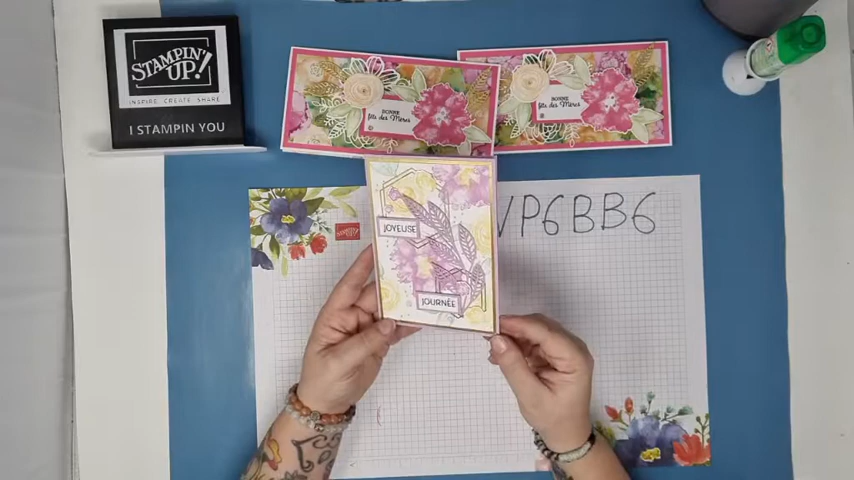 STAMPIN'
UP!
INSPIRE. CREATE. SHARE.
I STAMPIN YOU
BONNE
fête des Mères
BONNE
fête des Mères
JOYEUSE
JOURNÉE
VP6BB6